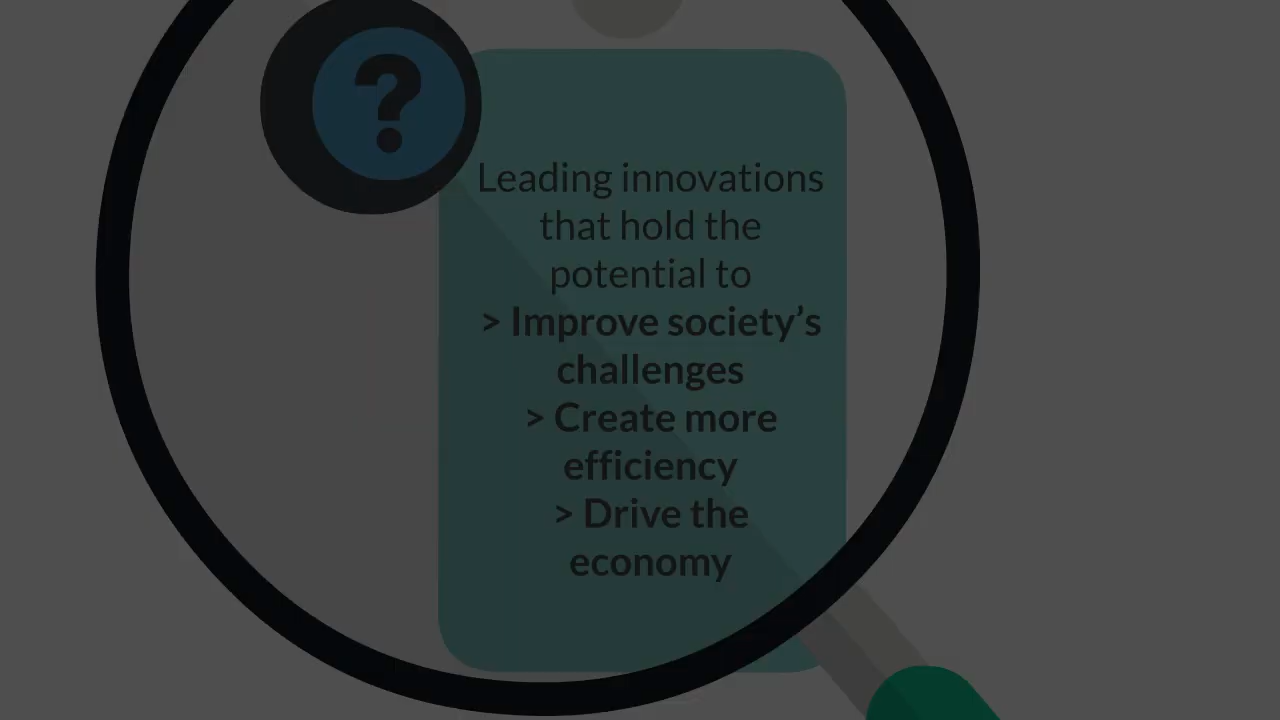 ?
Leading innovations
that hold the
potential to
> Improve society’s
challenges
> Create more
efficiency
> Drive the
economy